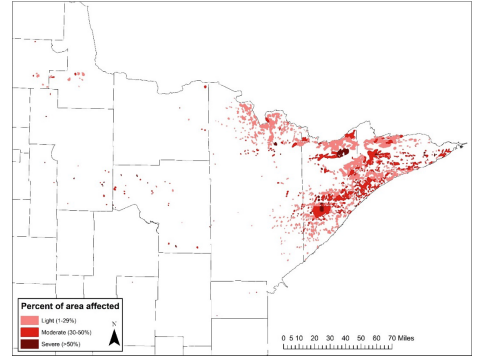 Percent of area affected
Light (1-29%)
Moderate (30-50%)
Severe (>50%)
N
0 5 10 20 30 40 50 60 70 Miles